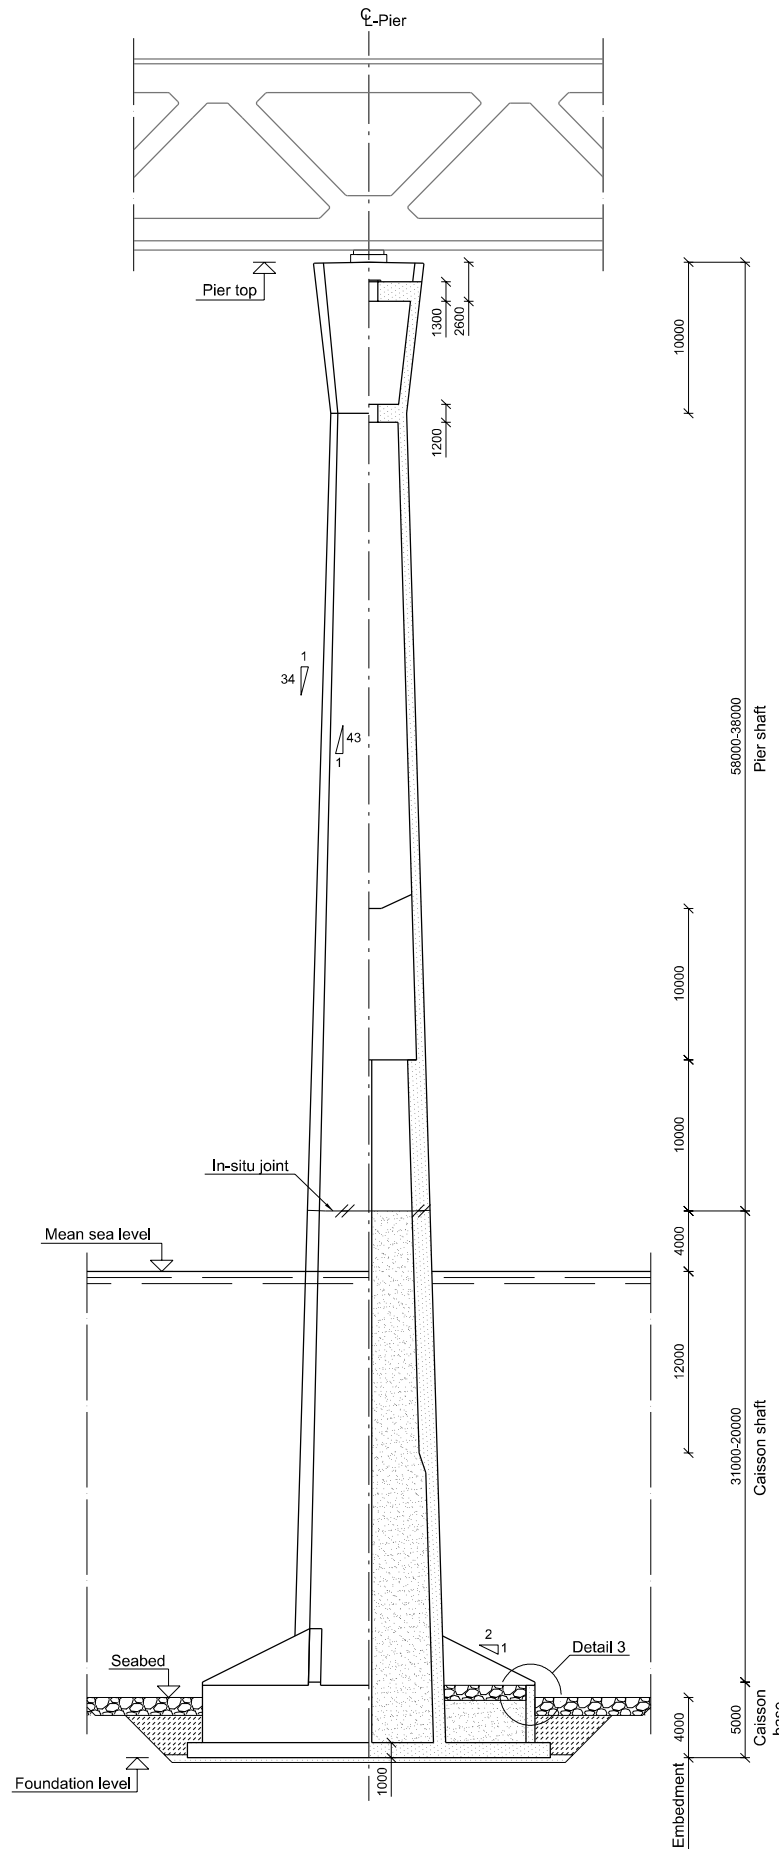 ℄-Pier
Pier top
1300
2600
10000
1200
1
34
43
1
58000-38000
Pier shaft
10000
10000
In-situ joint
Mean sea level
4000
12000
31000-20000
Caisson shaft
2
1
Detail 3
Seabed
4000
5000
Caisson
base
Foundation level
1000
Embedment